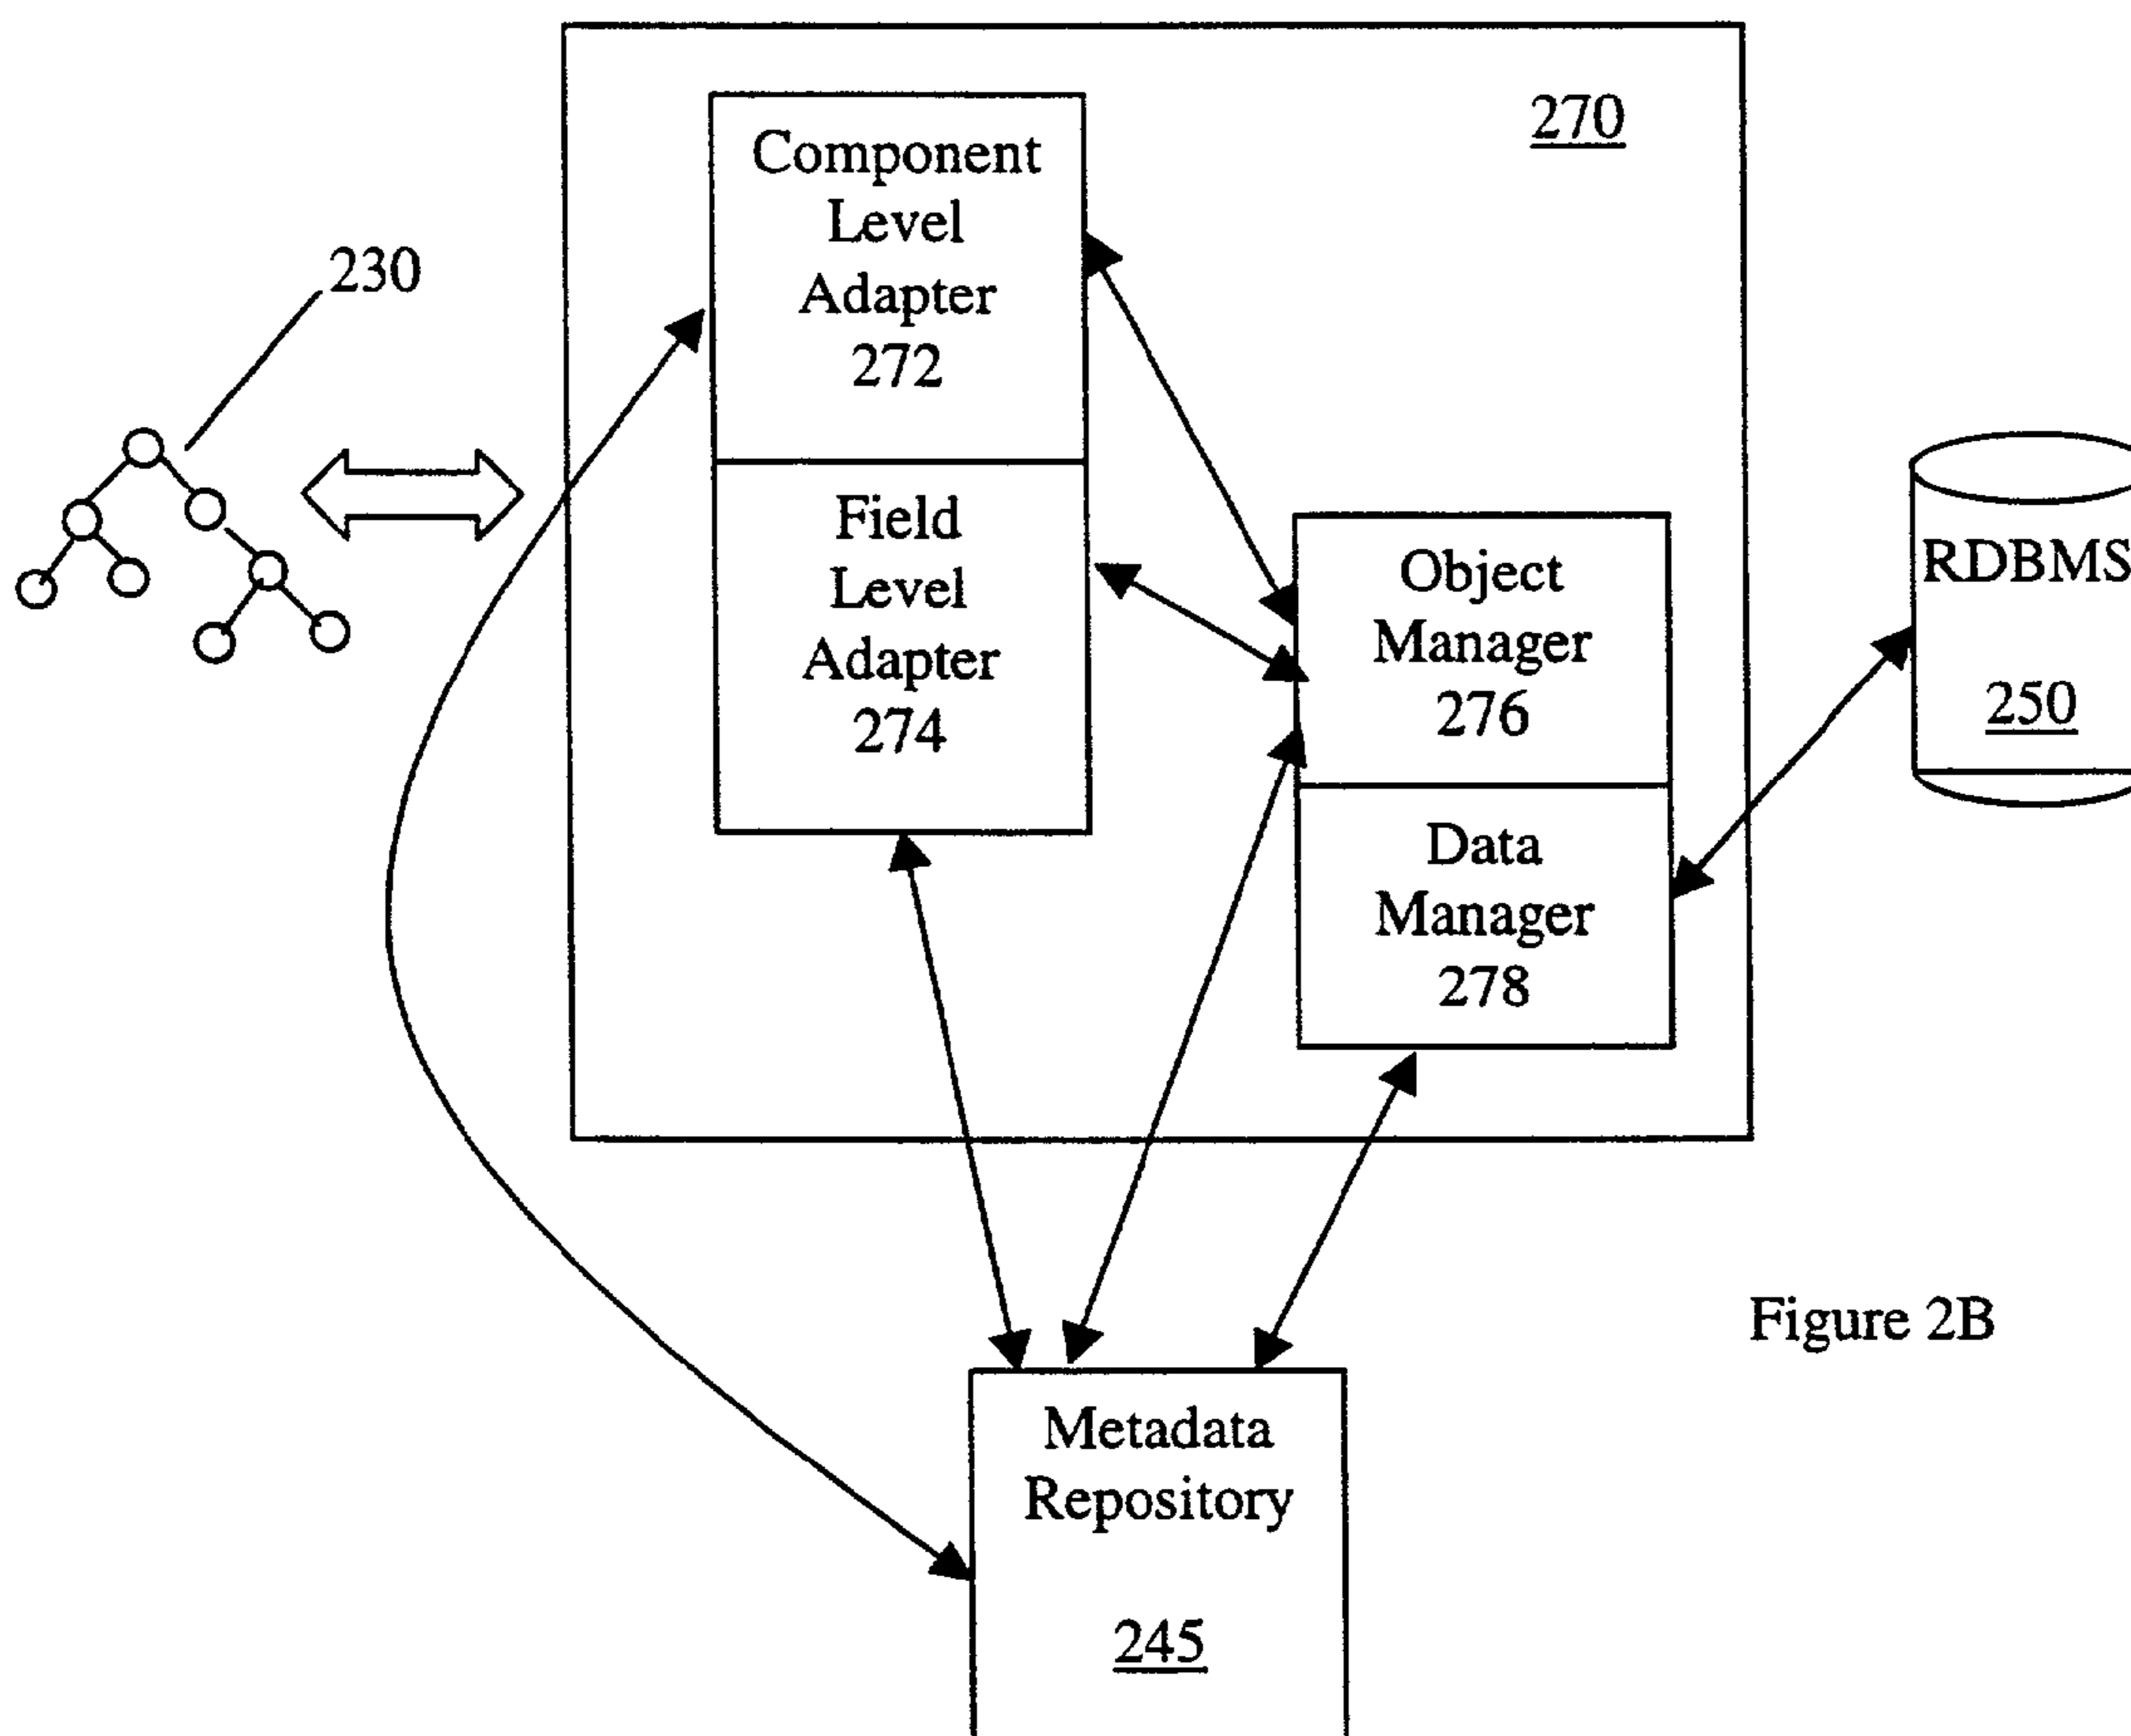 270
Component
Level
Adapter
272
230
Field
Level
Adapter
274
Object
Manager
276
RDBMS
250
Data
Manager
278
Figure 2B
Metadata
Repository
245